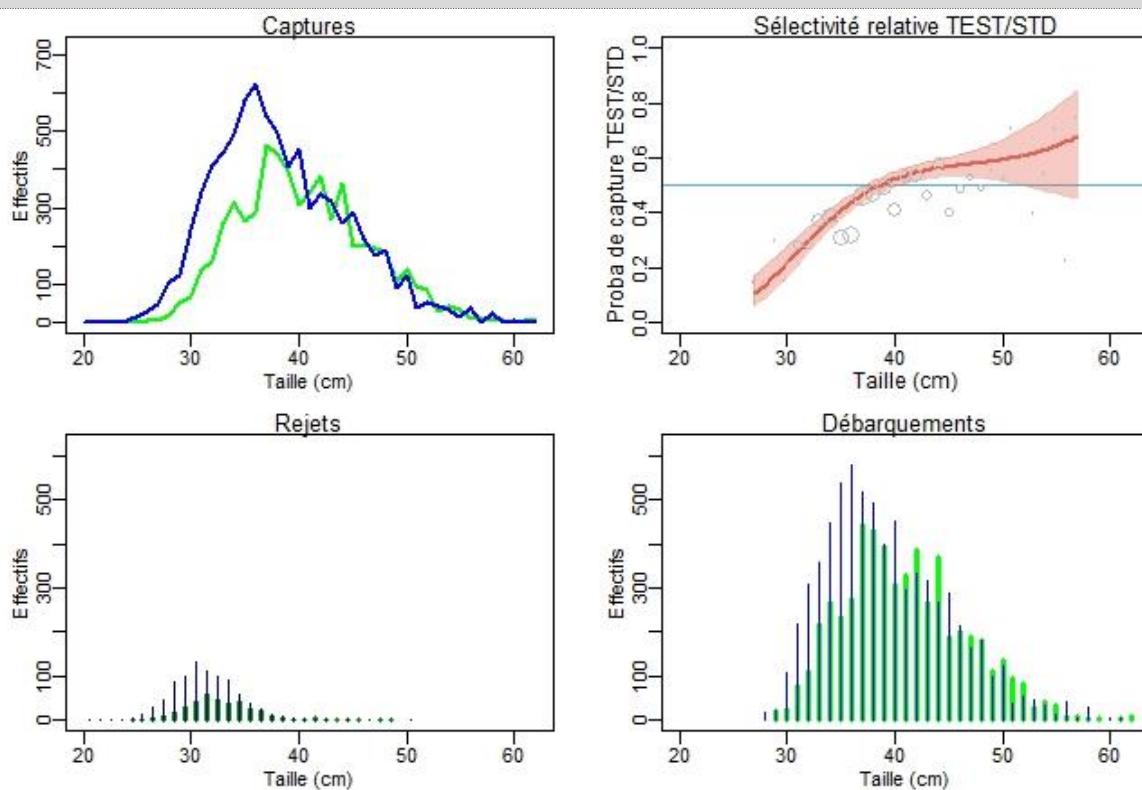 Captures
Effectifs
700
500
300
100
0
20 30 40 50 60
Taille (cm)
Sélectivité relative TEST/STD
Proba de capture TEST/STD
1.0
0.8
0.6
0.4
0.2
0.0
20 30 40 50 60
Taille (cm)
Rejets
Effectifs
500
300
100
0
20 30 40 50 60
Taille (cm)
Débarquements
Effectifs
500
300
100
0
20 30 40 50 60
Taille (cm)